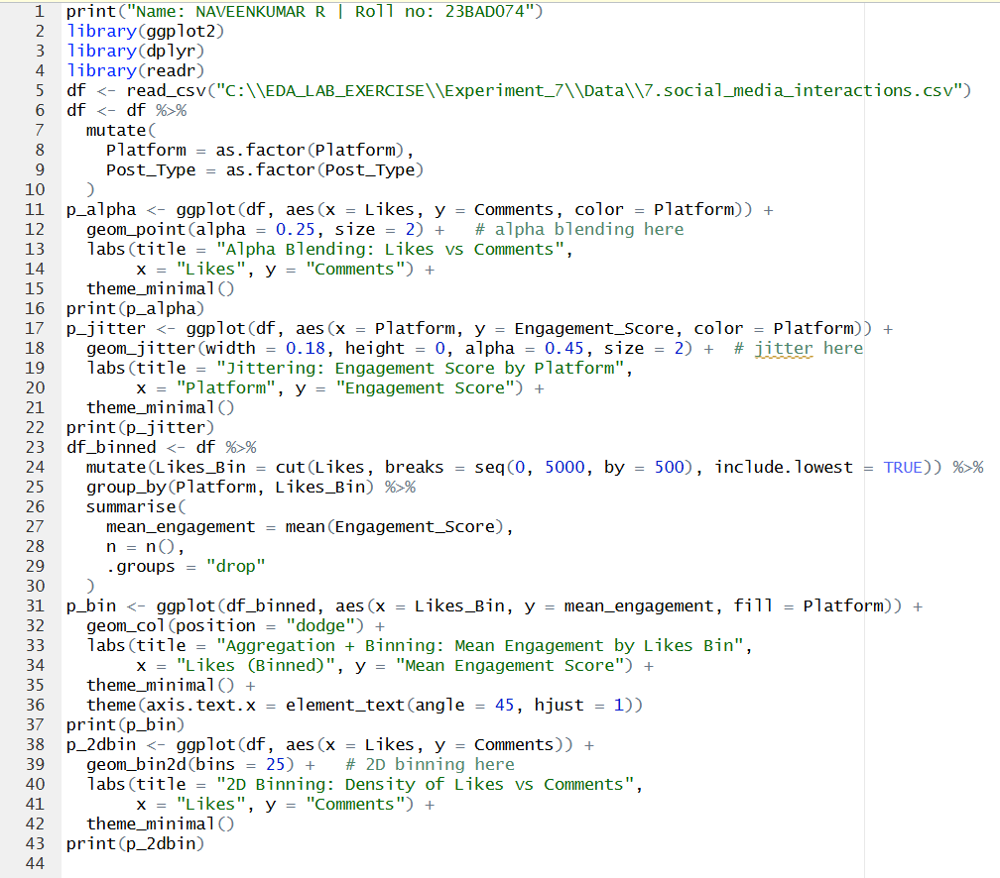 1 print("Name: NAVEENKUMAR R | Roll no: 23BAD074")
2 library(ggplot2)
3 library(dplyr)
4 library(readr)
5 df <- read_csv("C:\\EDA_LAB_EXERCISE\\Experiment_7\\Data\\7.social_media_interactions.csv")
6 df <- df %>%
7   mutate(
8     Platform = as.factor(Platform),
9     Post_Type = as.factor(Post_Type)
10   )
11 p_alpha <- ggplot(df, aes(x = Likes, y = Comments, color = Platform)) +
12   geom_point(alpha = 0.25, size = 2) +   # alpha blending here
13   labs(title = "Alpha Blending: Likes vs Comments",
14        x = "Likes", y = "Comments") +
15   theme_minimal()
16 print(p_alpha)
17 p_jitter <- ggplot(df, aes(x = Platform, y = Engagement_Score, color = Platform)) +
18   geom_jitter(width = 0.18, height = 0, alpha = 0.45, size = 2) +  # jitter here
19   labs(title = "Jittering: Engagement Score by Platform",
20        x = "Platform", y = "Engagement Score") +
21   theme_minimal()
22 print(p_jitter)
23 df_binned <- df %>%
24   mutate(Likes_Bin = cut(Likes, breaks = seq(0, 5000, by = 500), include.lowest = TRUE)) %>%
25   group_by(Platform, Likes_Bin) %>%
26   summarise(
27     mean_engagement = mean(Engagement_Score),
28     n = n(),
29     .groups = "drop"
30   )
31 p_bin <- ggplot(df_binned, aes(x = Likes_Bin, y = mean_engagement, fill = Platform)) +
32   geom_col(position = "dodge") +
33   labs(title = "Aggregation + Binning: Mean Engagement by Likes Bin",
34        x = "Likes (Binned)", y = "Mean Engagement Score") +
35   theme_minimal() +
36   theme(axis.text.x = element_text(angle = 45, hjust = 1))
37 print(p_bin)
38 p_2dbin <- ggplot(df, aes(x = Likes, y = Comments)) +
39   geom_bin2d(bins = 25) +   # 2D binning here
40   labs(title = "2D Binning: Density of Likes vs Comments",
41        x = "Likes", y = "Comments") +
42   theme_minimal()
43 print(p_2dbin)
44